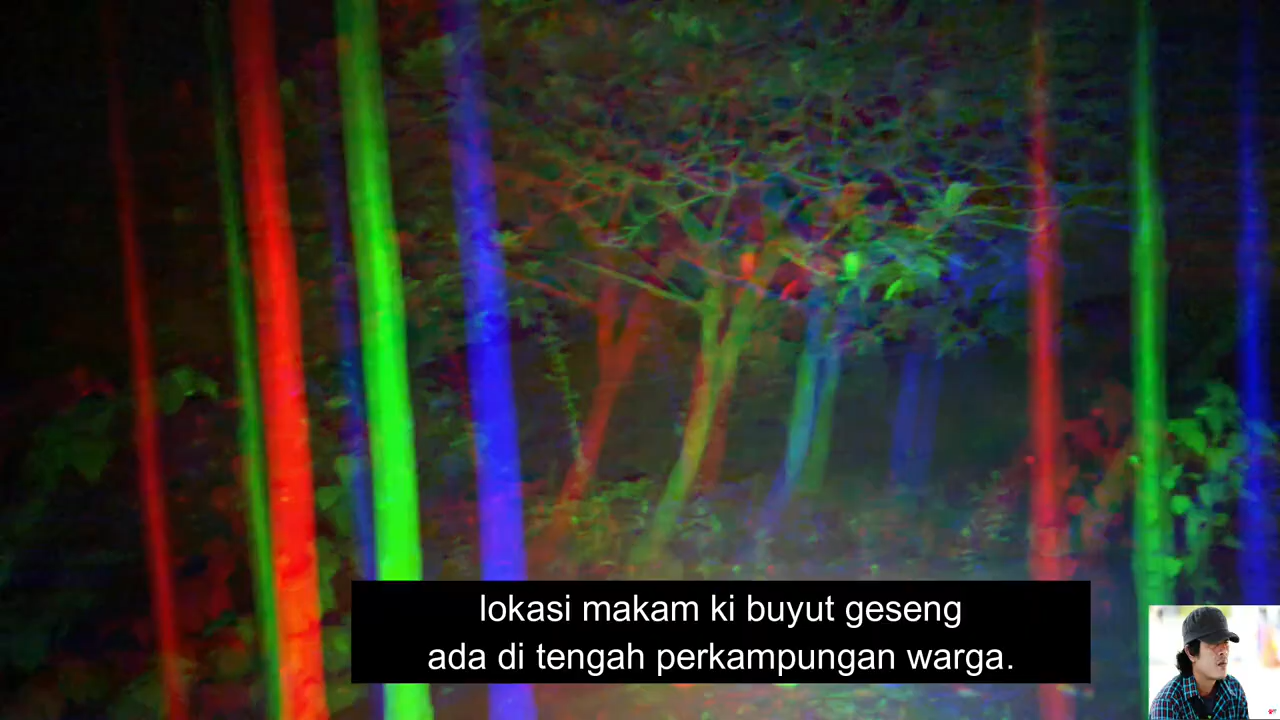 lokasi makam ki buyut geseng
ada di tengah perkampungan warga.